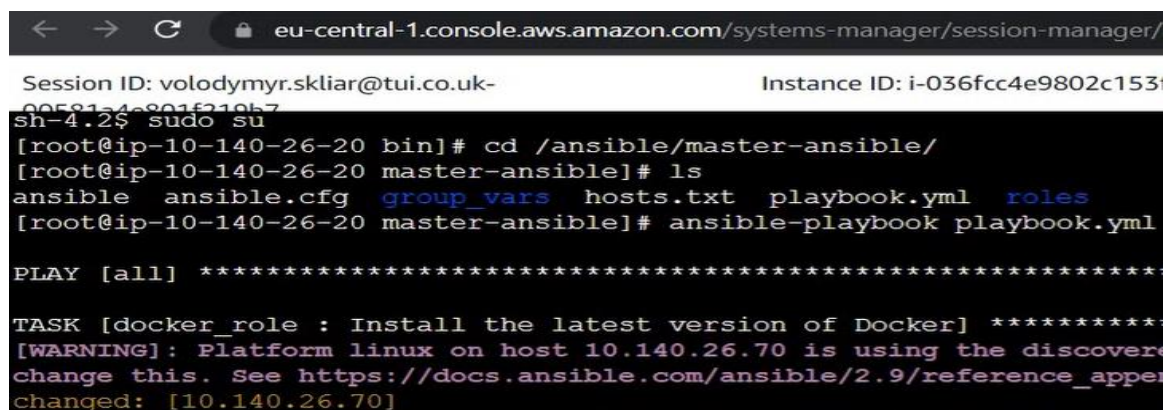 eu-central-1.console.aws.amazon.com/systems-manager/session-manager/
Session ID: volodymyr.skliar@tui.co.uk- Instance ID: i-036fcc4e9802c153f
00581a4e801f219b7
sh-4.2$ sudo su
[root@ip-10-140-26-20 bin]# cd /ansible/master-ansible/
[root@ip-10-140-26-20 master-ansible]# ls
ansible ansible.cfg group_vars hosts.txt playbook.yml roles
[root@ip-10-140-26-20 master-ansible]# ansible-playbook playbook.yml
PLAY [all] ***************************************************************
TASK [docker_role : Install the latest version of Docker] **********
[WARNING]: Platform linux on host 10.140.26.70 is using the discovere
change this. See https://docs.ansible.com/ansible/2.9/reference_appen
changed: [10.140.26.70]